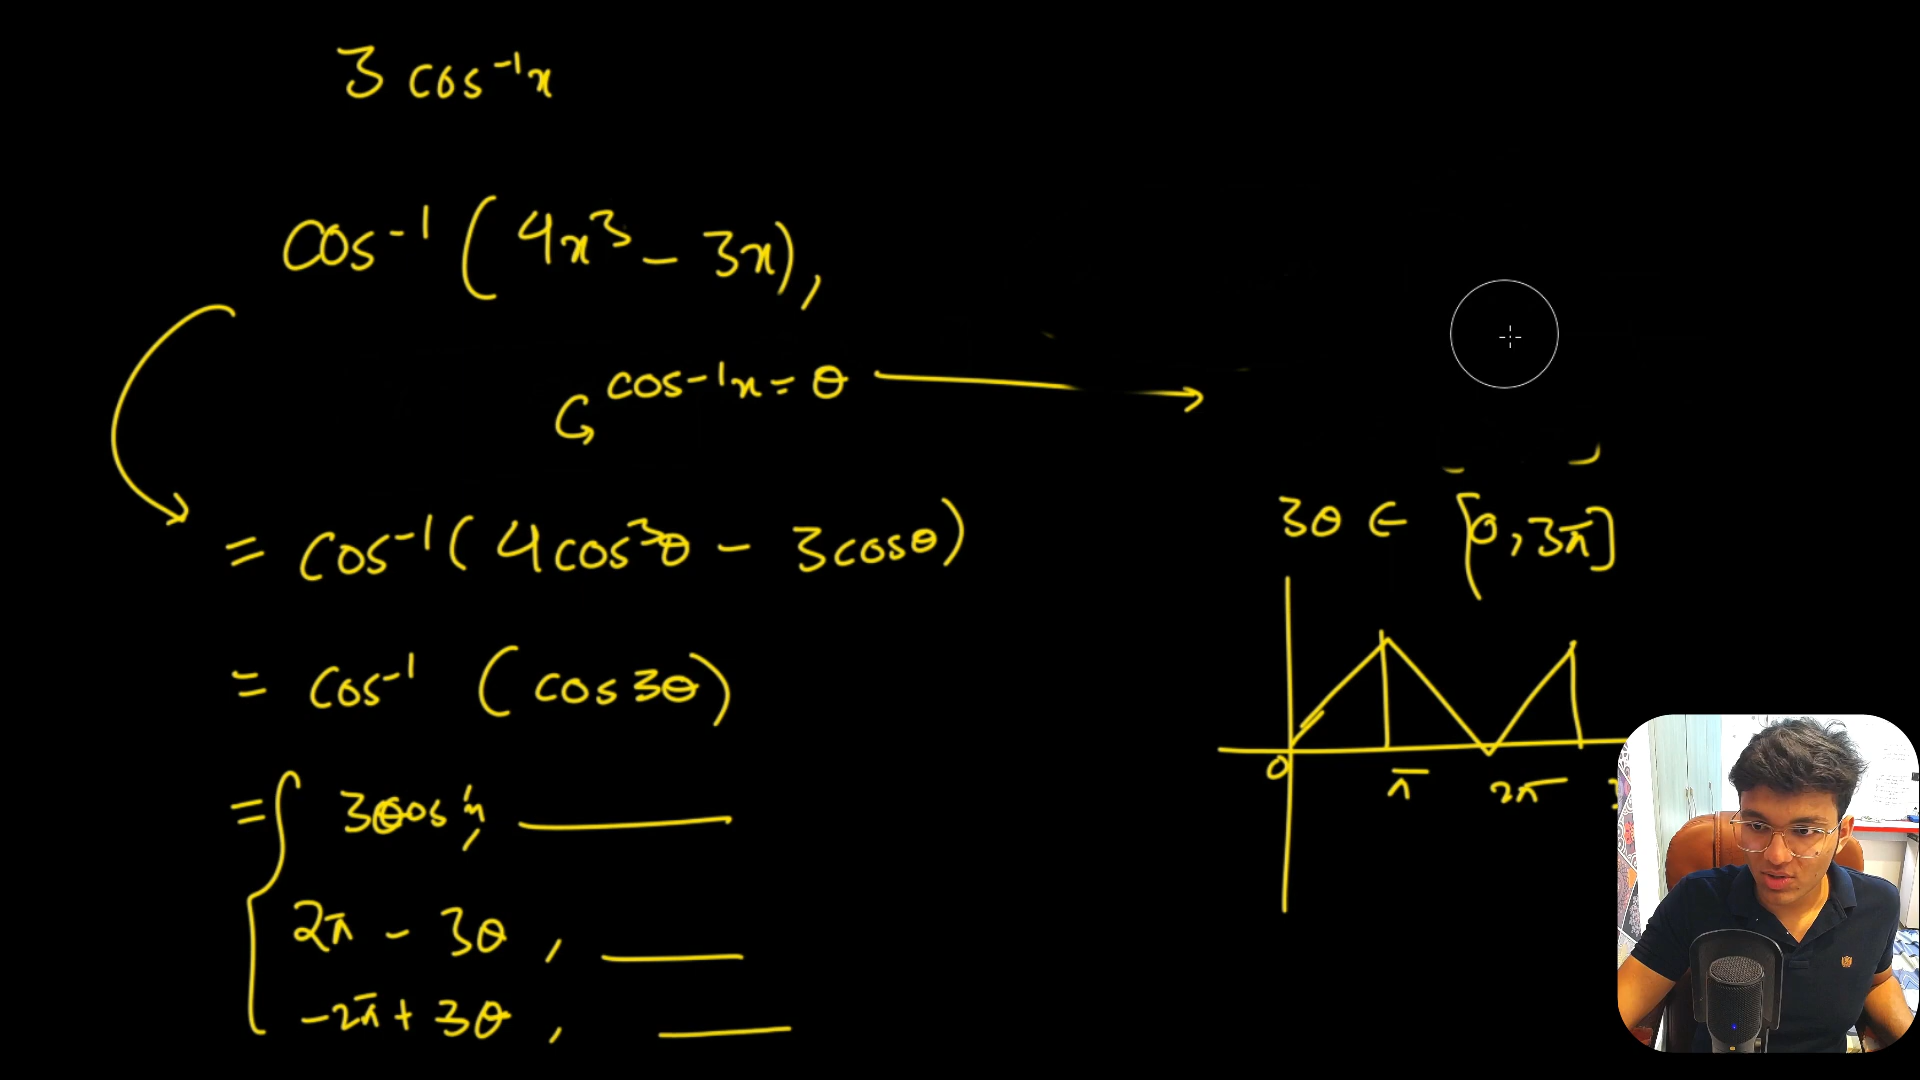 3 cos⁻¹x
cos⁻¹ (4x³ - 3x),
cos⁻¹x = θ
= cos⁻¹(4cos³θ - 3cosθ)
= cos⁻¹ (cos3θ)
2π - 3θ ,
-2π + 3θ ,
3θ ∈ [0, 3π]
0 π 2π